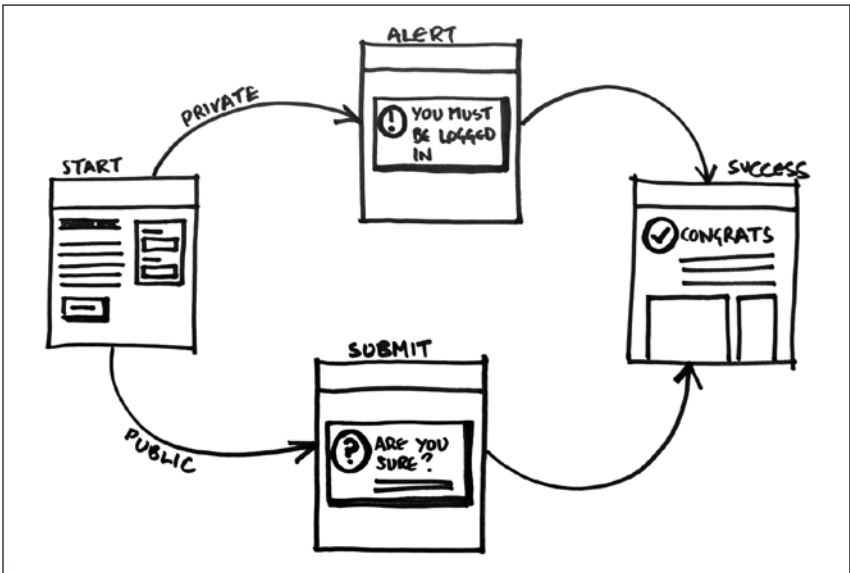 ALERT
PRIVATE
! YOU MUST
BE LOGGED
IN
START
SUCCESS
CONGRATS
SUBMIT
PUBLIC
? ARE YOU
SURE?